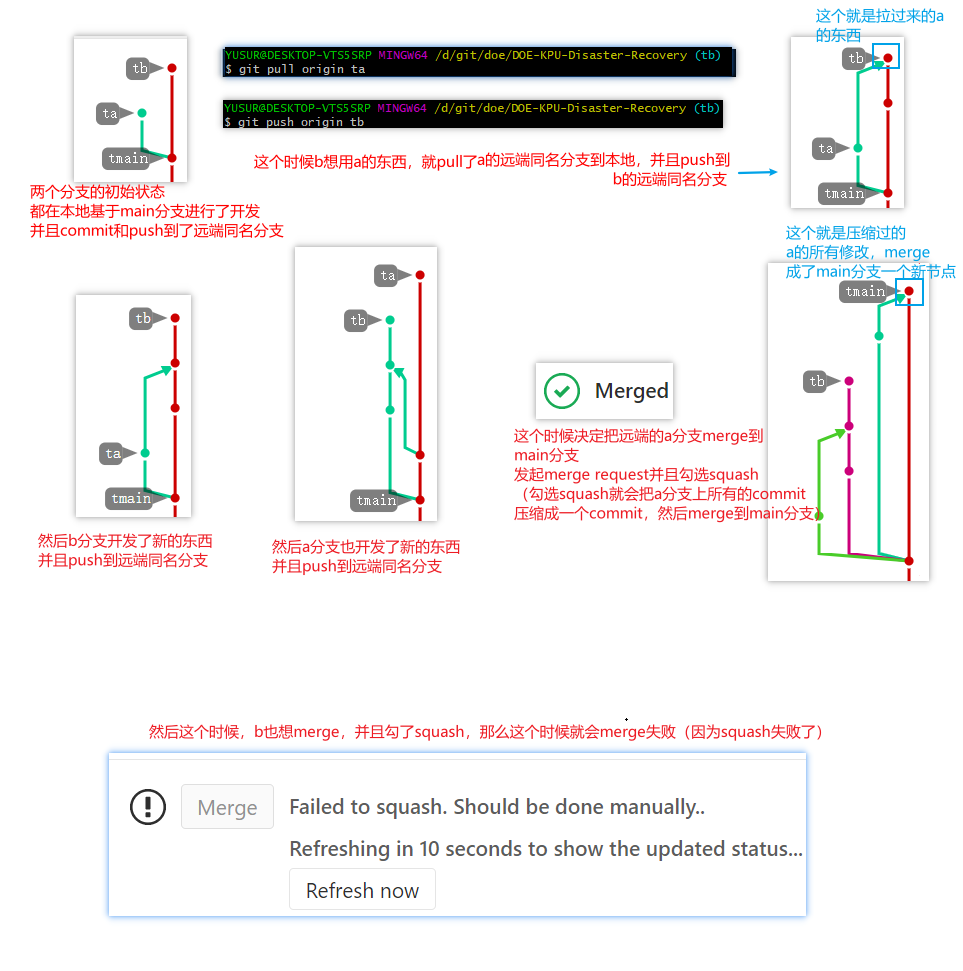 这个就是拉过来的a
的东西
tb
ta
tmain
YUSUR@DESKTOP-VTS5SRP MINGW64 /d/git/doe/DOE-KPU-Disaster-Recovery (tb)
$ git pull origin ta
YUSUR@DESKTOP-VTS5SRP MINGW64 /d/git/doe/DOE-KPU-Disaster-Recovery (tb)
$ git push origin tb
tb
ta
tmain
这个时候b想用a的东西，就pull了a的远端同名分支到本地，并且push到
b的远端同名分支
两个分支的初始状态
都在本地基于main分支进行了开发
并且commit和push到了远端同名分支
这个就是压缩过的
a的所有修改，merge
成了main分支一个新节点
tb
ta
tmain
然后b分支开发了新的东西
并且push到远端同名分支
ta
tb
tmain
然后a分支也开发了新的东西
并且push到远端同名分支
Merged
这个时候决定把远端的a分支merge到
main分支
发起merge request并且勾选squash
（勾选squash就会把a分支上所有的commit
压缩成一个commit，然后merge到main分支）
tmain
tb
然后这个时候，b也想merge，并且勾了squash，那么这个时候就会merge失败（因为squash失败了）
Merge
Failed to squash. Should be done manually..
Refreshing in 10 seconds to show the updated status...
Refresh now